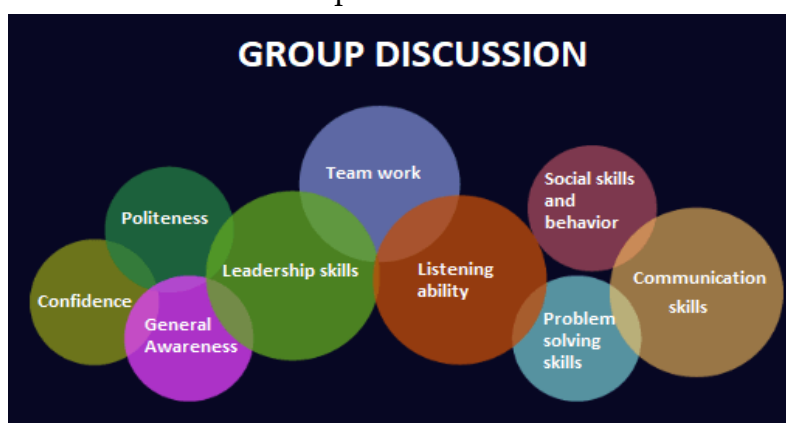 GROUP DISCUSSION
Team work
Social skills
and
behavior
Politeness
Leadership skills
Listening
ability
Communication
skills
Confidence
General
Awareness
Problem
solving
skills